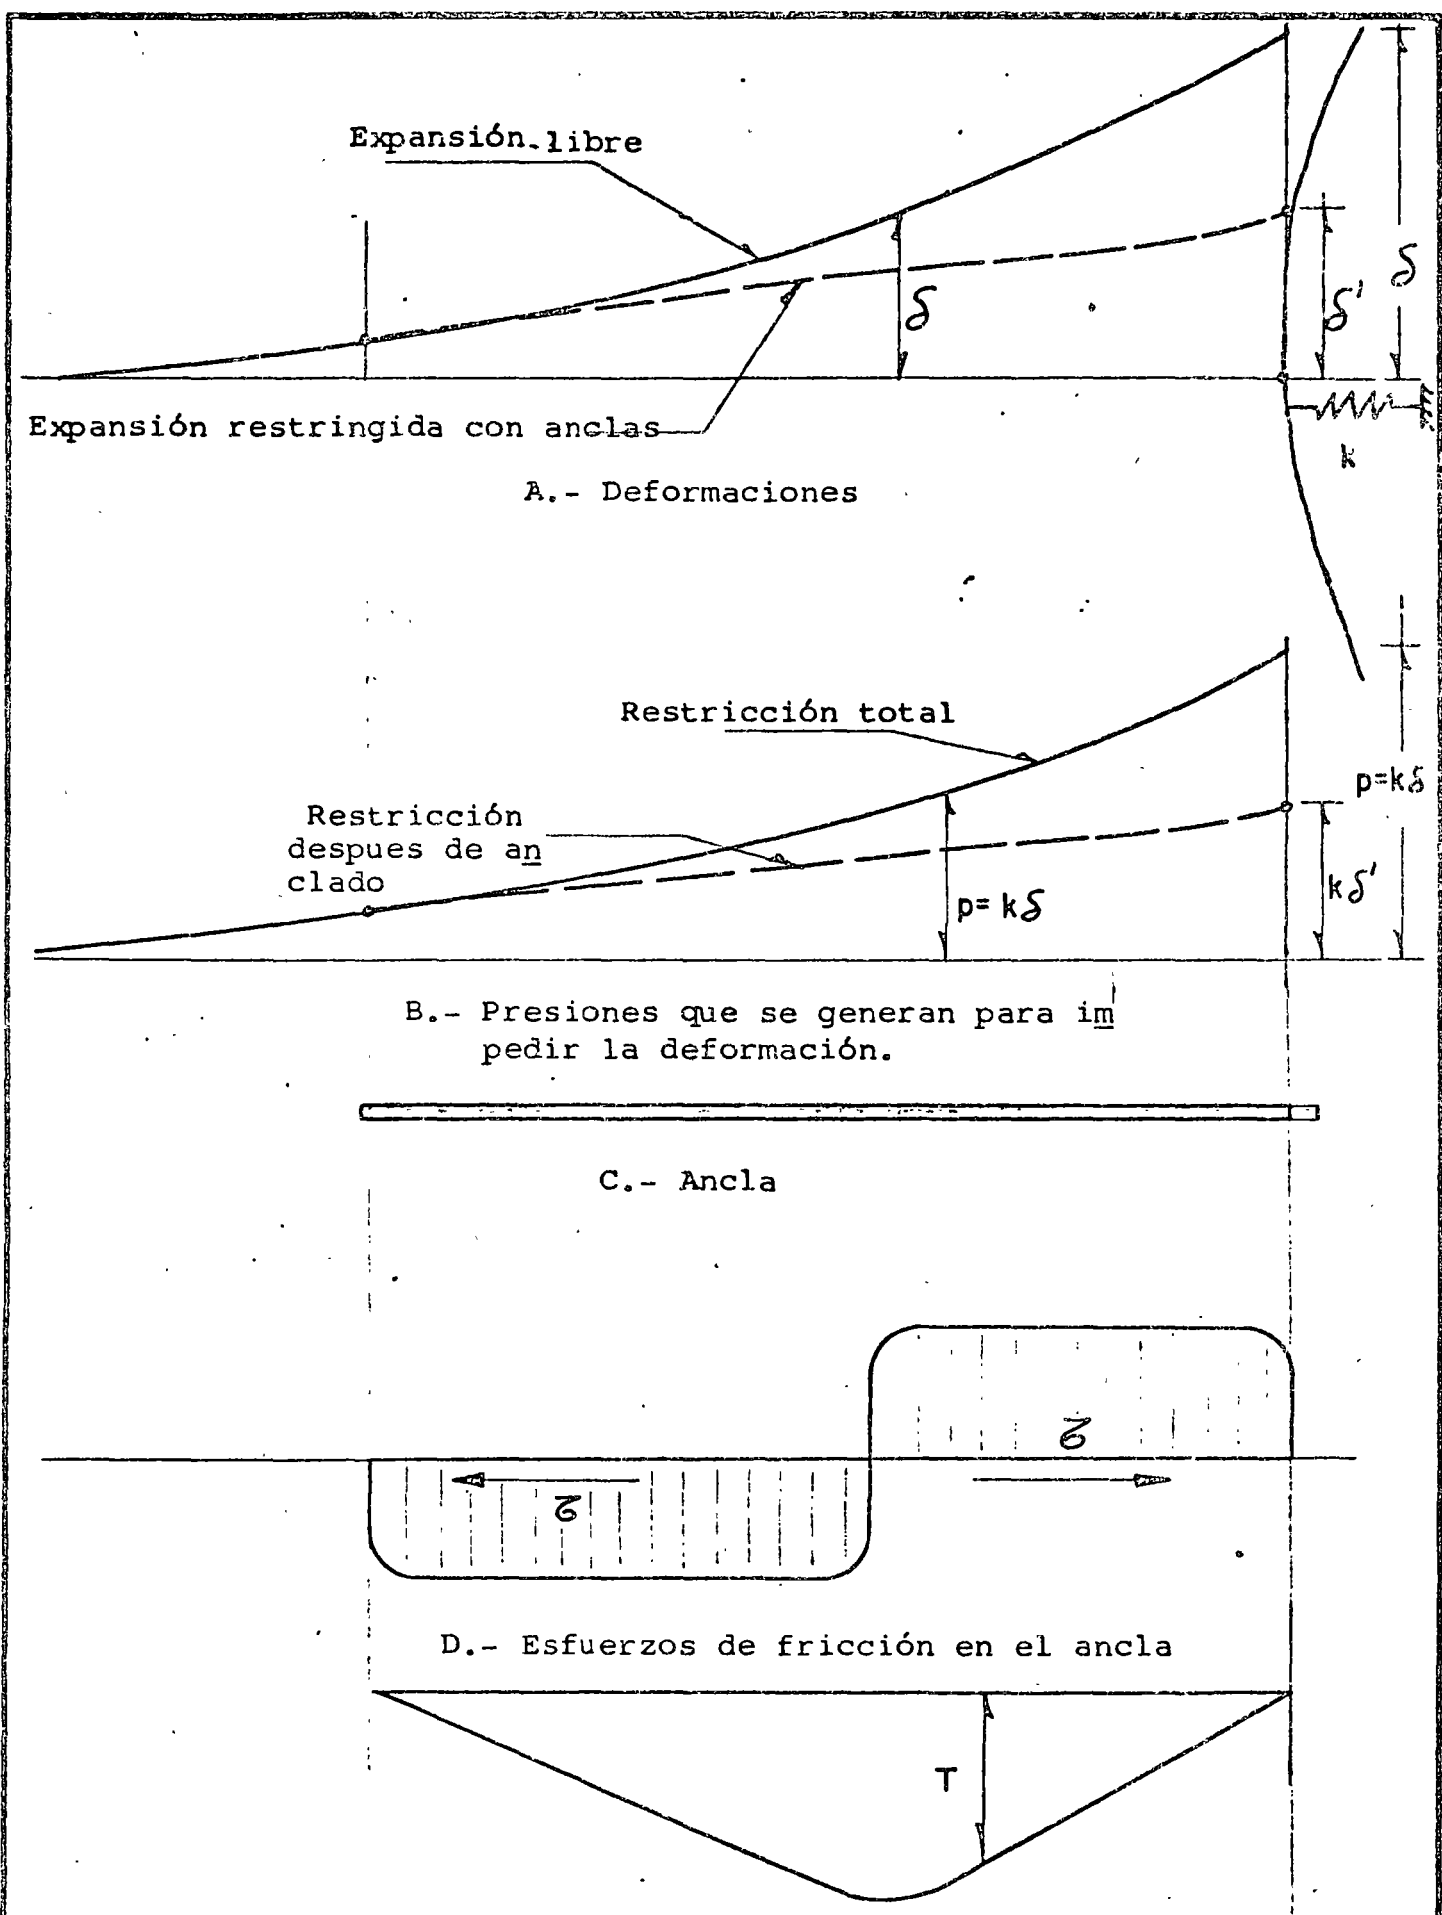 Expansión libre
δ
δ'
δ
Expansión restringida con anclas
k
A.- Deformaciones
Restricción total
p=kδ
Restricción
despues de an
clado
p= kδ
kδ'
B.- Presiones que se generan para im
pedir la deformación.
C.- Ancla
D.- Esfuerzos de fricción en el ancla
T